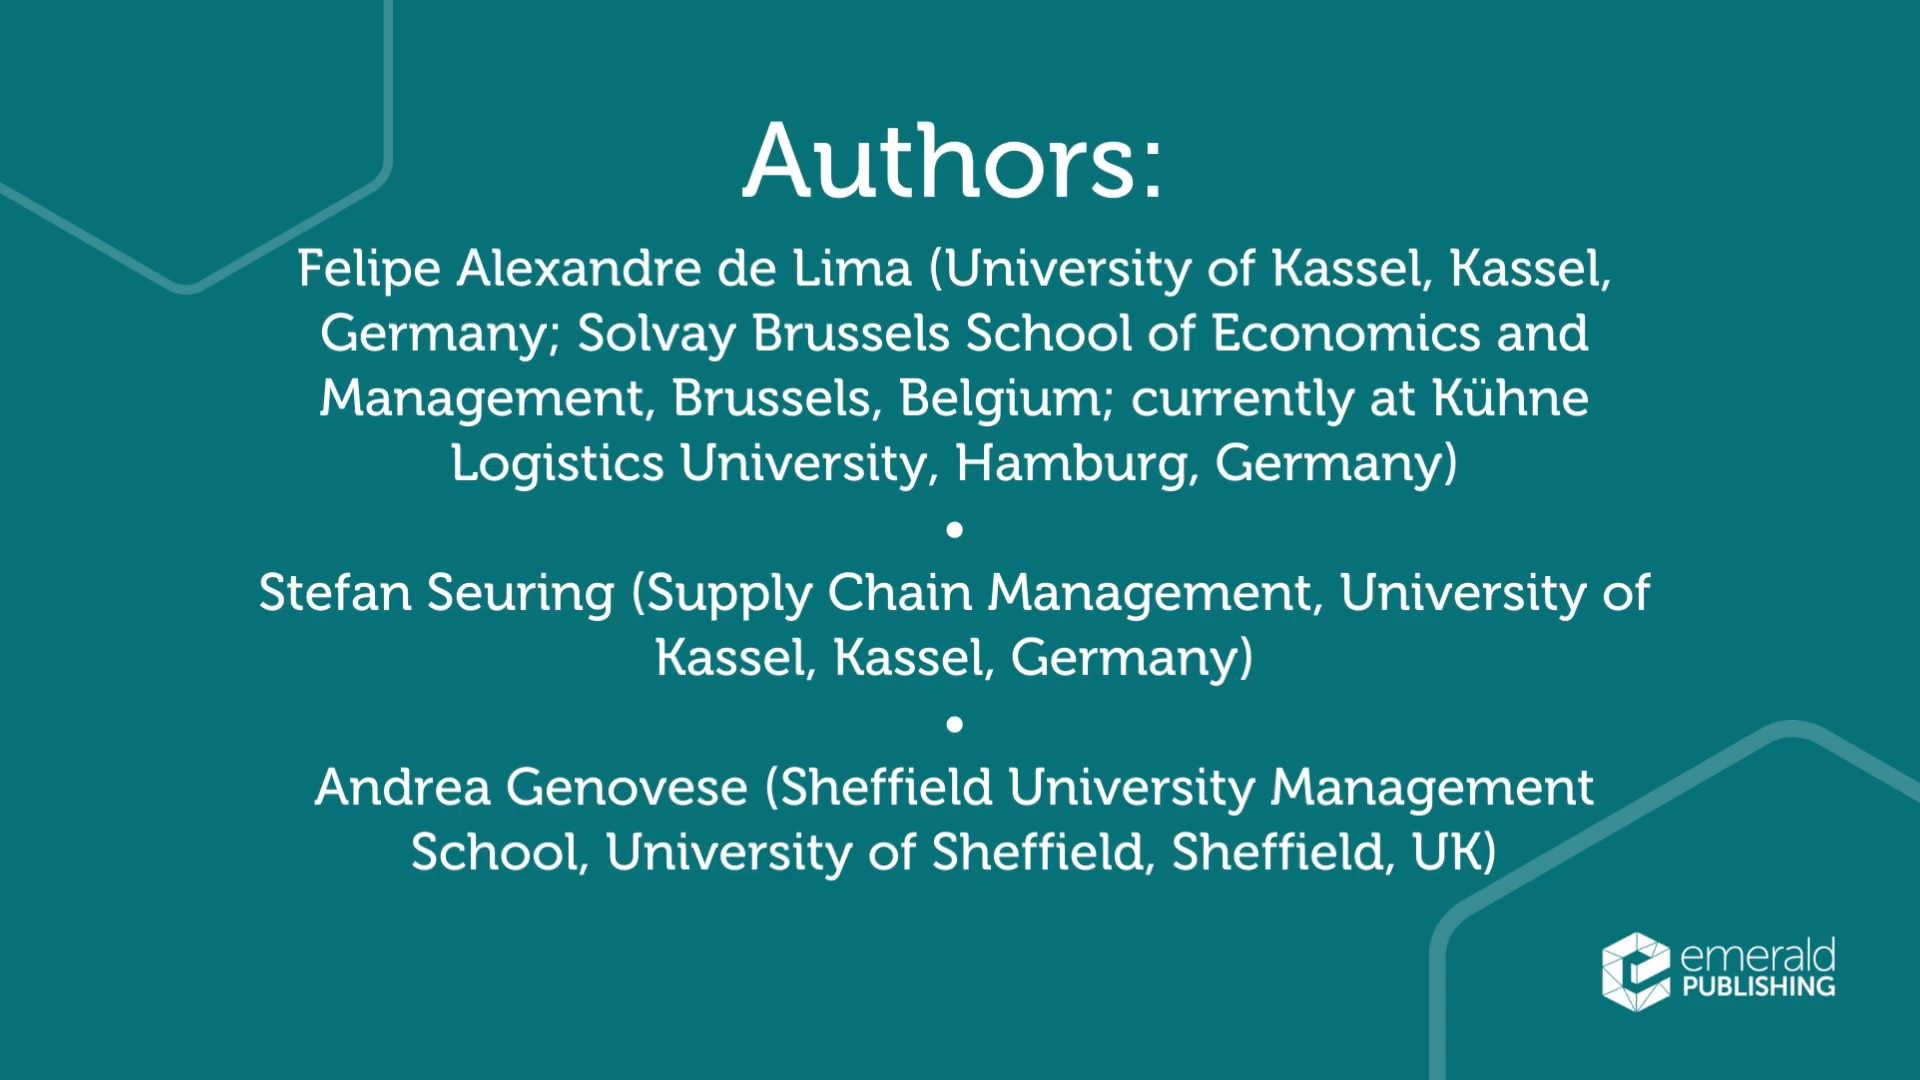 Authors:
Felipe Alexandre de Lima (University of Kassel, Kassel,
Germany; Solvay Brussels School of Economics and
Management, Brussels, Belgium; currently at Kühne
Logistics University, Hamburg, Germany)
•
Stefan Seuring (Supply Chain Management, University of
Kassel, Kassel, Germany)
•
Andrea Genovese (Sheffield University Management
School, University of Sheffield, Sheffield, UK)
emerald
PUBLISHING